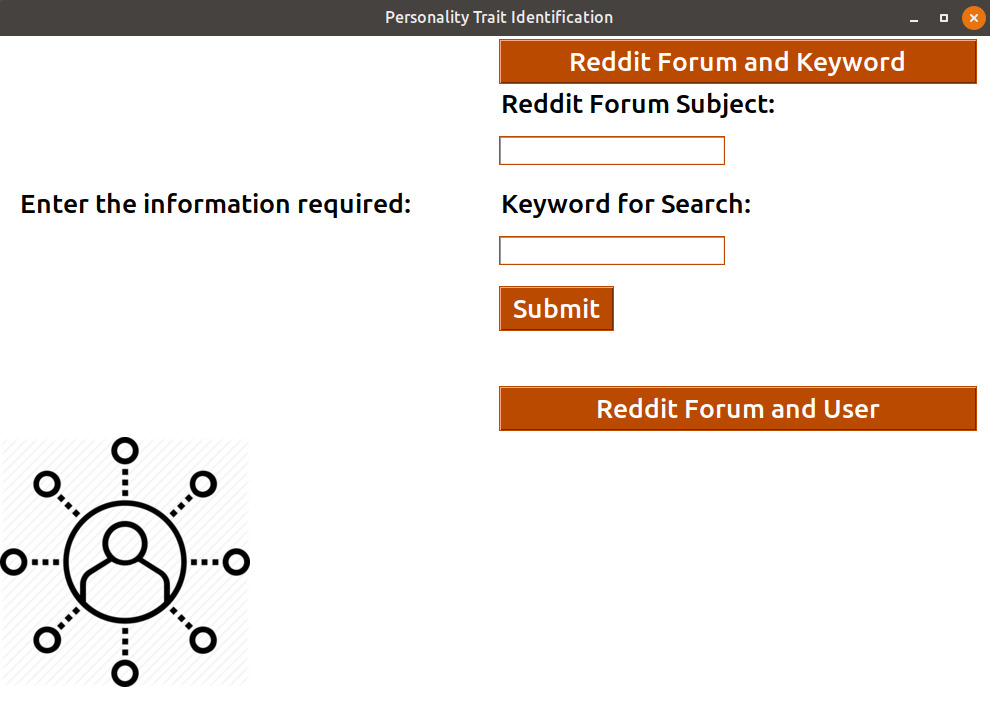 Personality Trait Identification
Reddit Forum and Keyword
Reddit Forum Subject:
Enter the information required:
Keyword for Search:
Submit
Reddit Forum and User